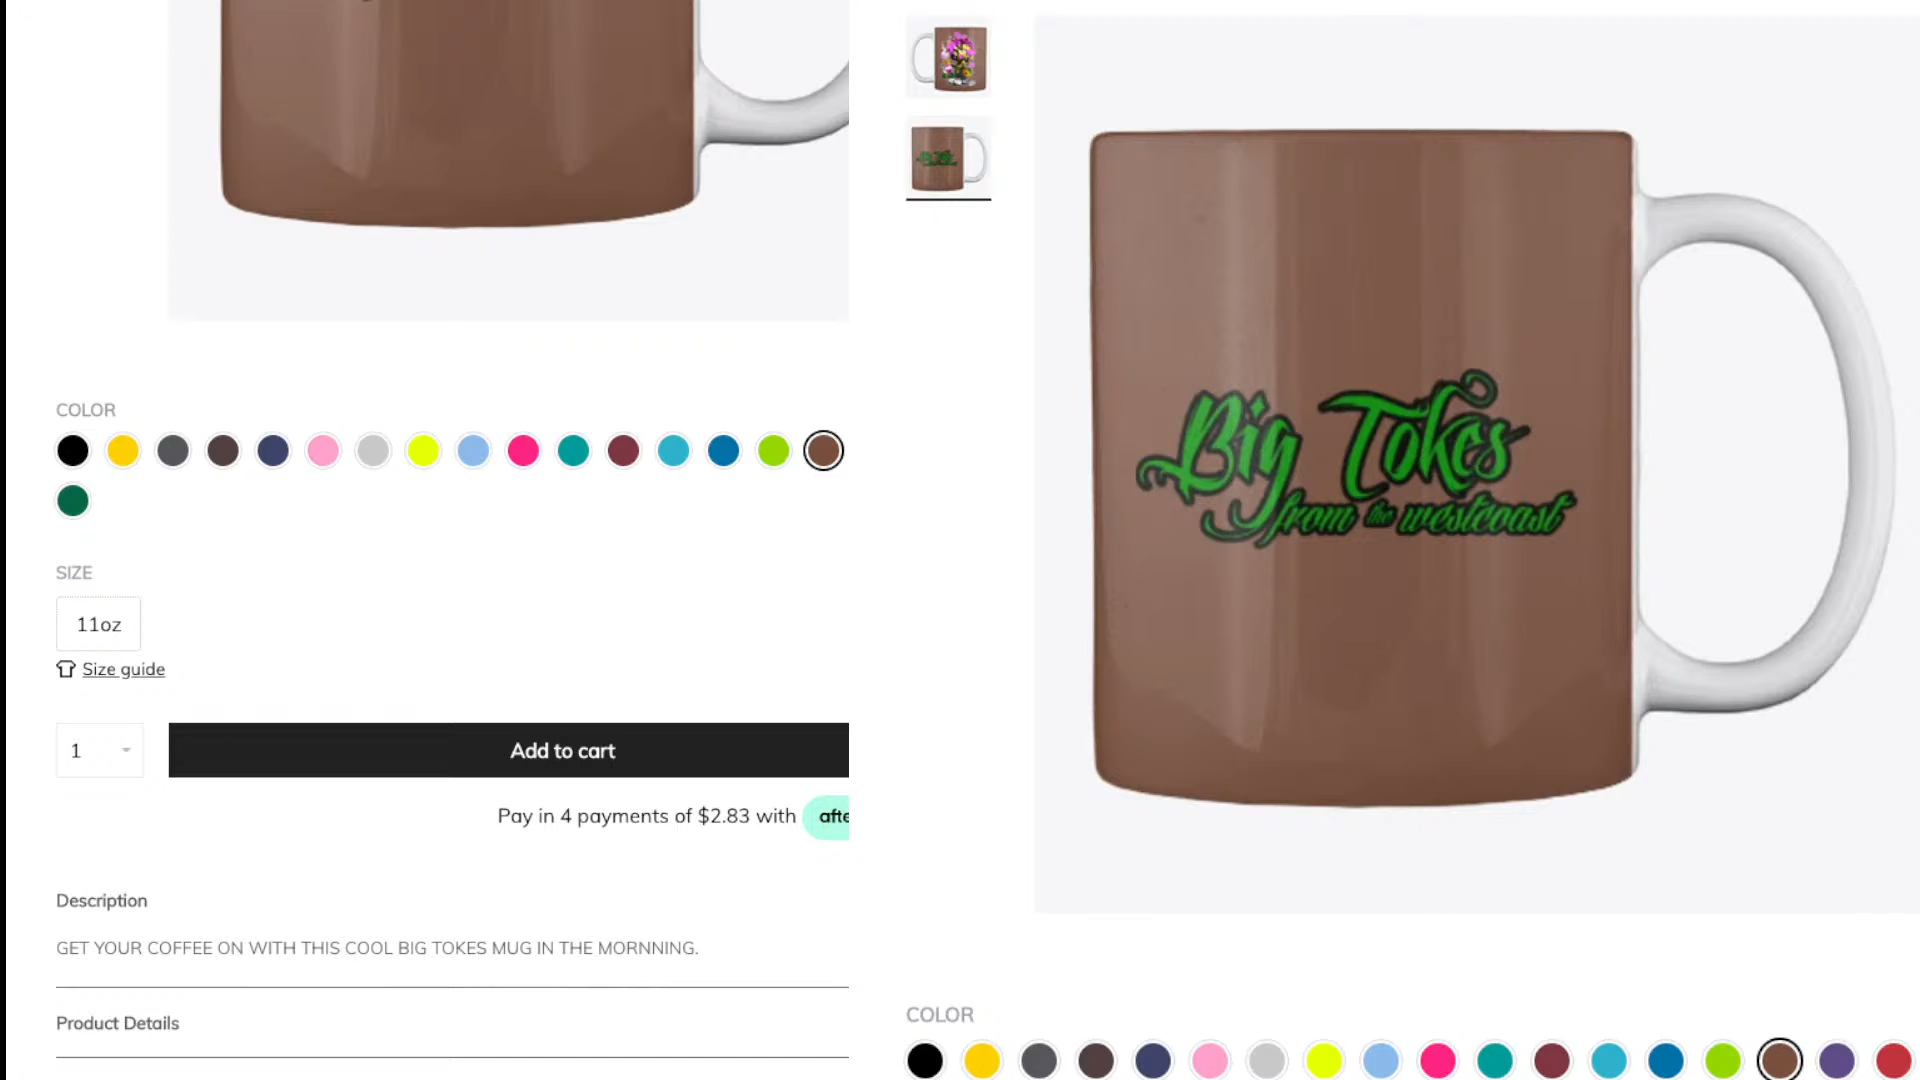 COLOR
SIZE
11oz
Size guide
1
Add to cart
Pay in 4 payments of $2.83 with afte
Description
GET YOUR COFFEE ON WITH THIS COOL BIG TOKES MUG IN THE MORNNING.
Product Details
Big Tokes
from the westcoast
COLOR